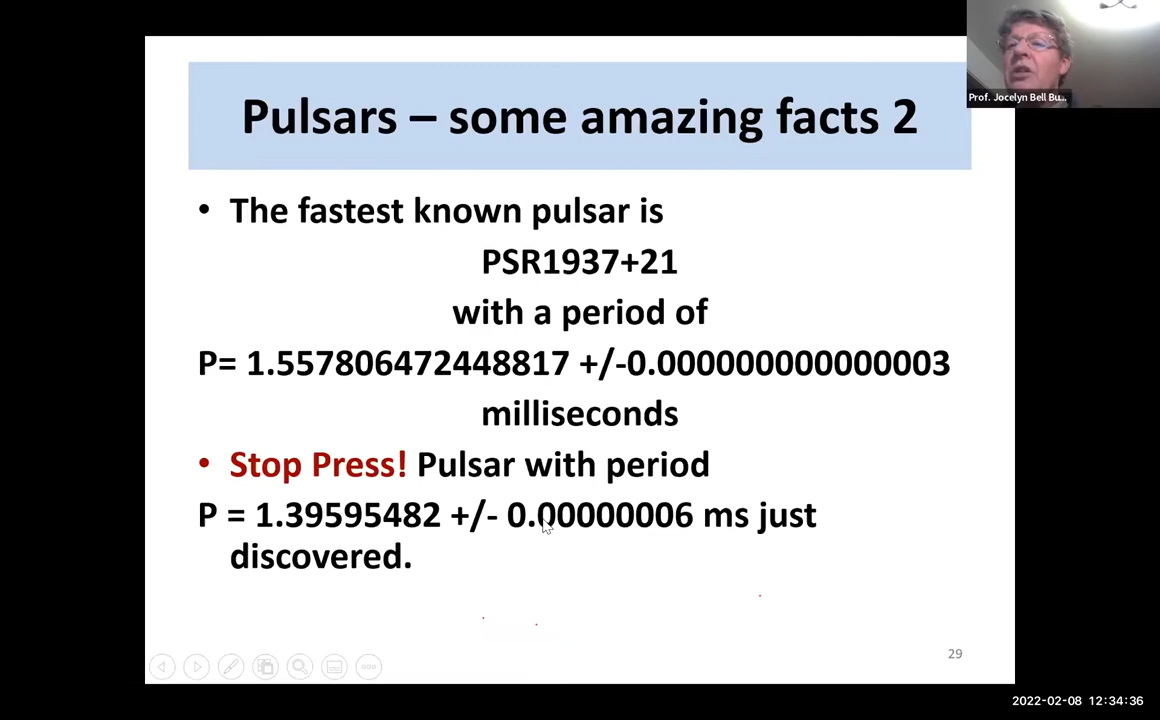 Prof. Jocelyn Bell Bu...
Pulsars – some amazing facts 2
• The fastest known pulsar is
PSR1937+21
with a period of
P= 1.557806472448817 +/-0.000000000000003
milliseconds
• Stop Press! Pulsar with period
P = 1.39595482 +/- 0.00000006 ms just
discovered.
29
2022-02-08 12:34:36